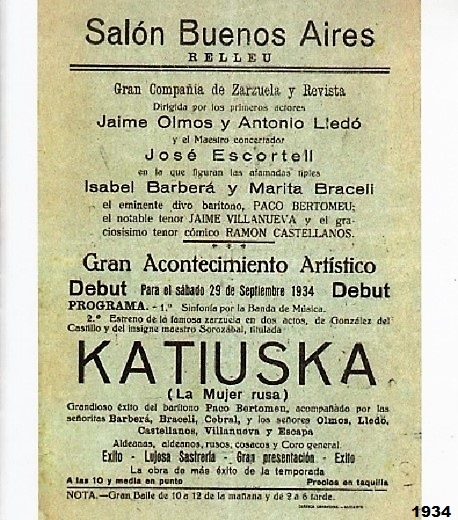 Salón Buenos Aires
RELLEU
Gran Compañia de Zarzuela y Revista
Dirigida por los primeros actores
Jaime Olmos y Antonio Lledó
y el Maestro concertador
José Escortell
en la que figuran las afamadas tiples
Isabel Barberá y Marita Braceli
el eminente divo barítono, PACO BERTOMEU;
el notable tenor JAIME VILLANUEVA y el gra-
ciosísimo tenor cómico RAMON CASTELLANOS.
Gran Acontecimiento Artístico
Debut Para el sábado 29 de Septiembre 1934 Debut
PROGRAMA. - 1.º Sinfonía por la Banda de Música.
2.º Estreno de la famosa zarzuela en dos actos, de González del
Castillo y del insigne maestro Sorozábal, titulada
KATIUSKA
(La Mujer rusa)
Grandioso éxito del barítono Paco Bertomeu, acompañado por las
señoritas Barberá, Braceli, Cebral, y los señores Olmos, Lledó,
Castellanos, Villanueva y Escapa
Aldeanas, aldeanos, rusos, cosacos y Coro general.
Exito - Lujosa Sastrería - Gran presentación - Exito
La obra de más éxito de la temporada
A las 10 y media en punto Precios en taquilla
NOTA.—Gran Baile de 10 a 12 de la mañana y de 2 a 6 tarde.
1934